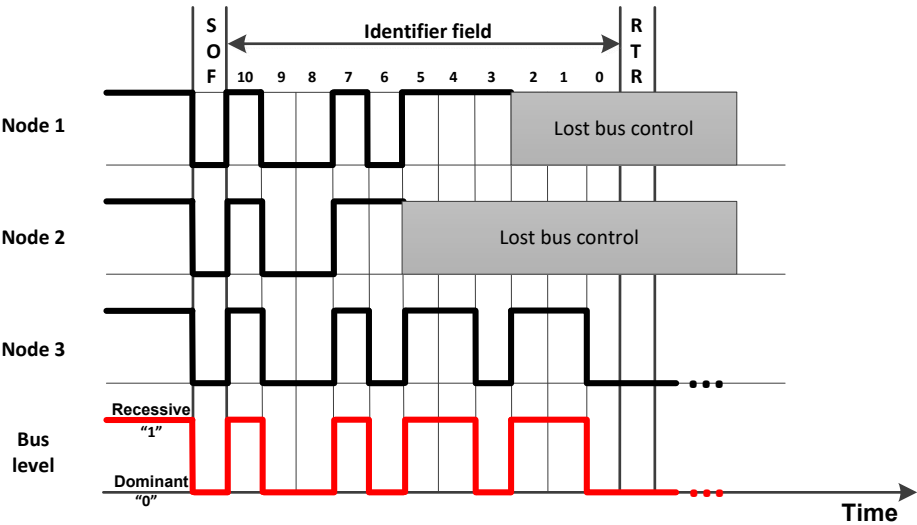 S
O
F
Identifier field
R
T
R
10 9 8 7 6 5 4 3 2 1 0
Node 1
Lost bus control
Node 2
Lost bus control
Node 3
Recessive
“1”
Bus
level
Dominant
“0”
Time